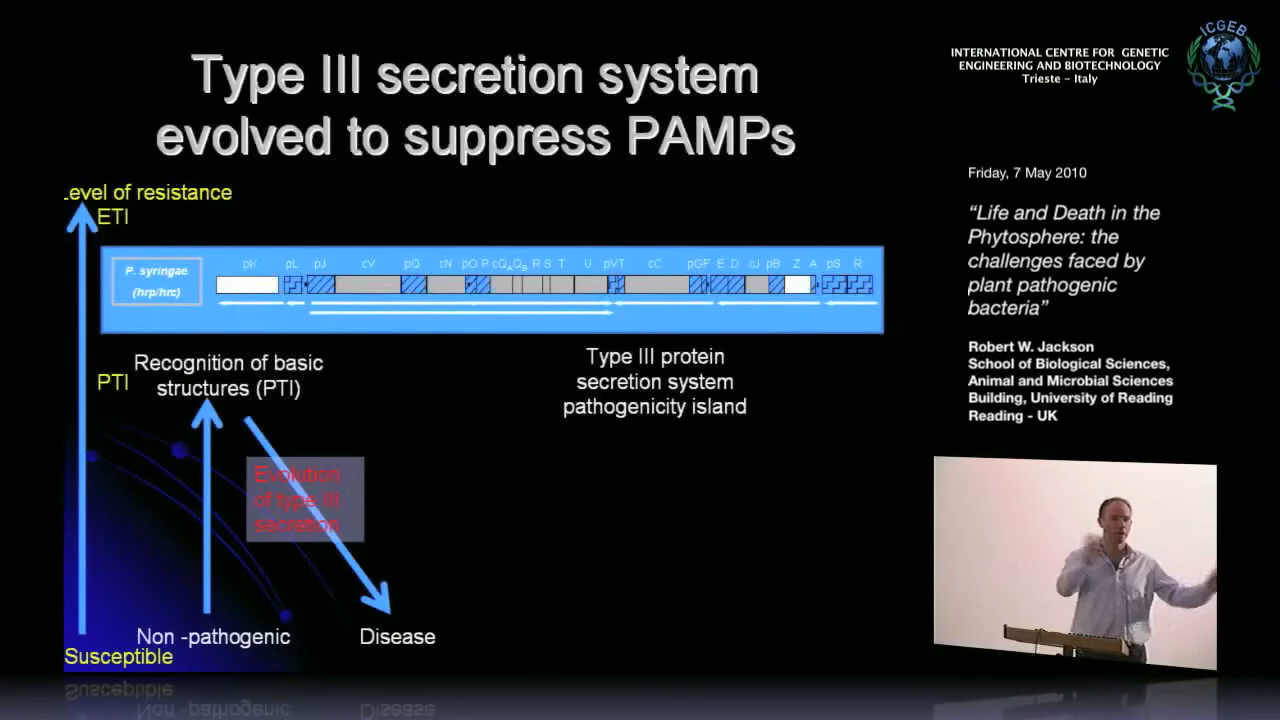 Type III secretion system
evolved to suppress PAMPs
Level of resistance
ETI
P. syringae
(hrp/hrc)
pK pL pJ cV pQ cN pO P cQA QB R S T U pVT cC pGF E D cJ pB Z A pS R
Recognition of basic
structures (PTI)
PTI
Type III protein
secretion system
pathogenicity island
Evolution
of type III
secretion
Non -pathogenic
Disease
Susceptible
ICGEB
INTERNATIONAL CENTRE FOR GENETIC
ENGINEERING AND BIOTECHNOLOGY
Trieste – Italy
Friday, 7 May 2010
“Life and Death in the
Phytosphere: the
challenges faced by
plant pathogenic
bacteria”
Robert W. Jackson
School of Biological Sciences,
Animal and Microbial Sciences
Building, University of Reading
Reading - UK